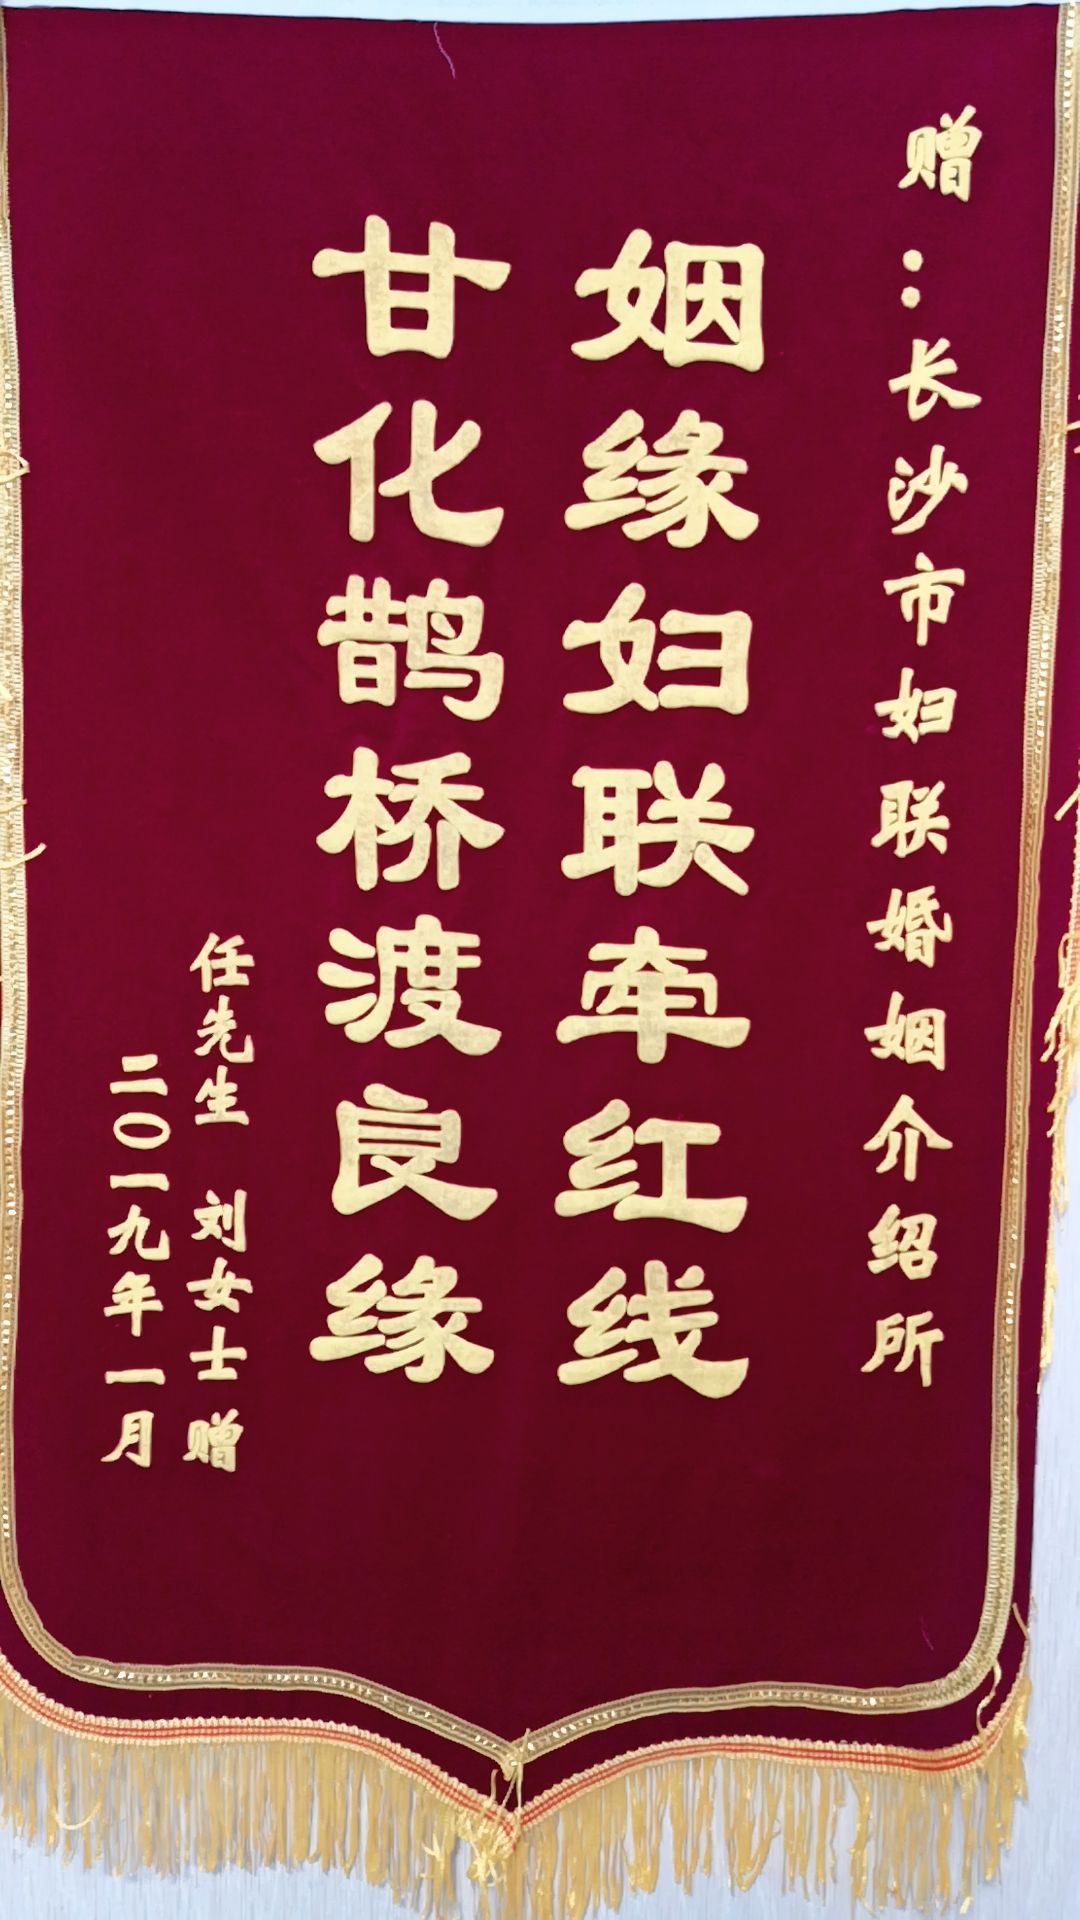 赠：长沙市妇联婚姻介绍所
姻缘妇联牵红线
甘化鹊桥渡良缘
任先生 刘女士 赠
二〇一九年一月